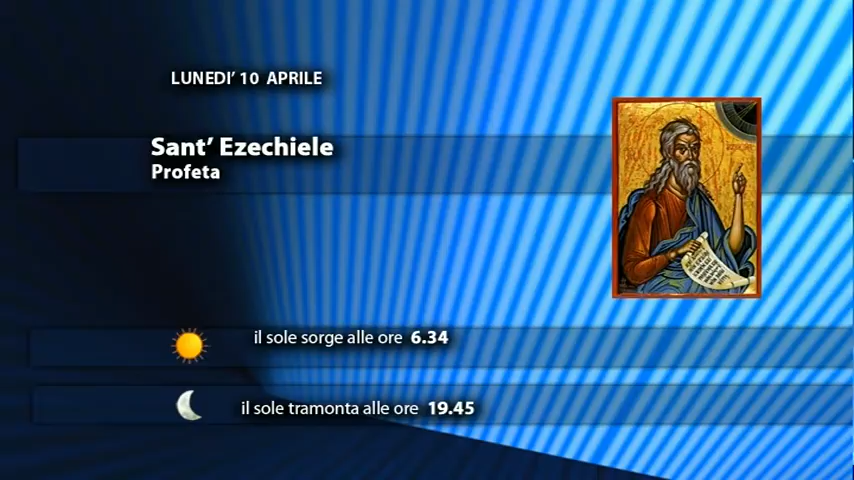 LUNEDI’ 10 APRILE
Sant’ Ezechiele
Profeta
il sole sorge alle ore 6.34
il sole tramonta alle ore 19.45